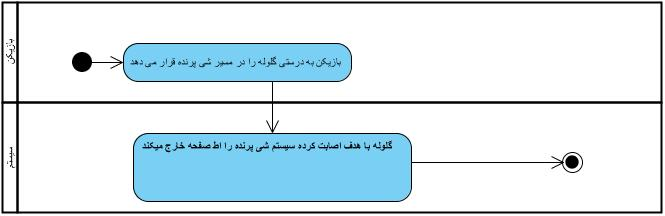 بازیکن
بازیکن به درستی گلوله را در مسیر شی پرنده قرار می دهد
سیستم
گلوله با هدف اصابت کرده سیستم شی پرنده را اط صفحه خارج میکند